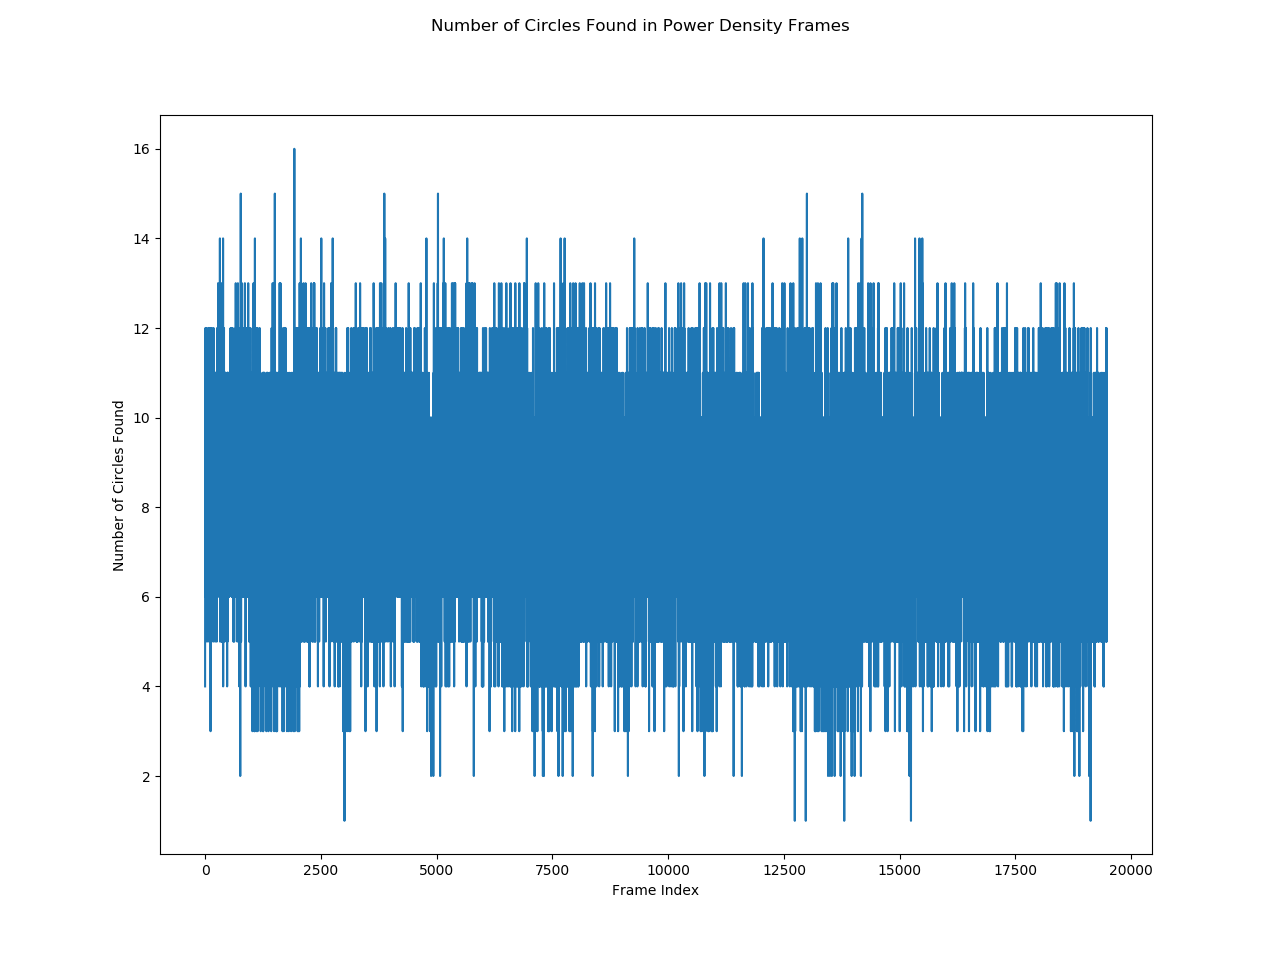 Number of Circles Found in Power Density Frames
16
14
12
10
8
6
4
2
Number of Circles Found
0 2500 5000 7500 10000 12500 15000 17500 20000
Frame Index